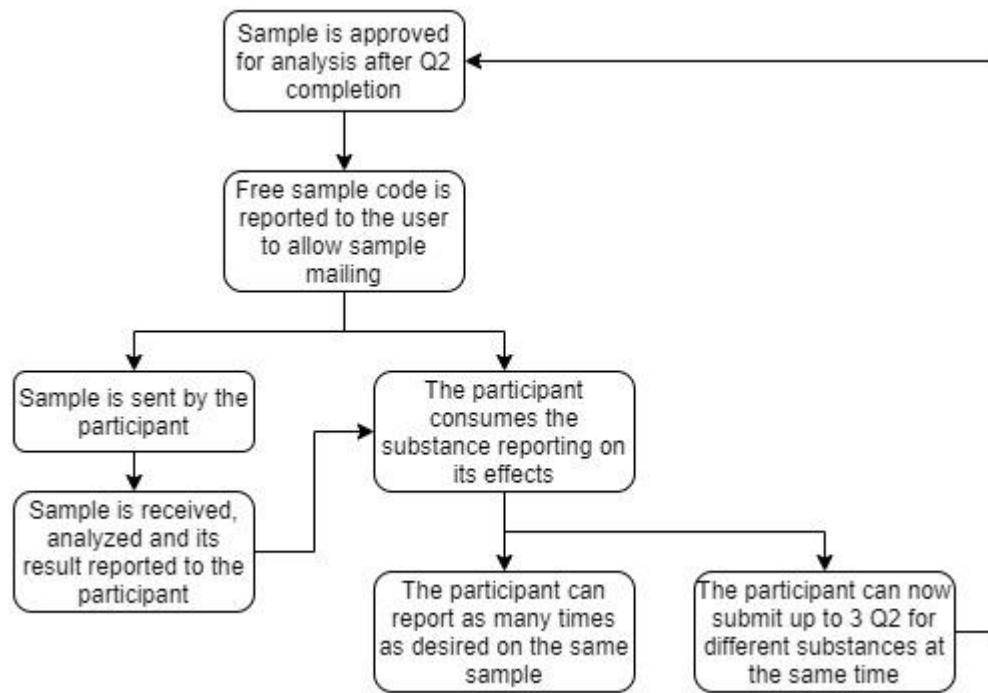 Sample is approved
for analysis after Q2
completion
Free sample code is
reported to the user
to allow sample
mailing
Sample is sent by the
participant
The participant
consumes the
substance reporting on
its effects
Sample is received,
analyzed and its
result reported to the
participant
The participant can
report as many times
as desired on the same
sample
The participant can now
submit up to 3 Q2 for
different substances at
the same time